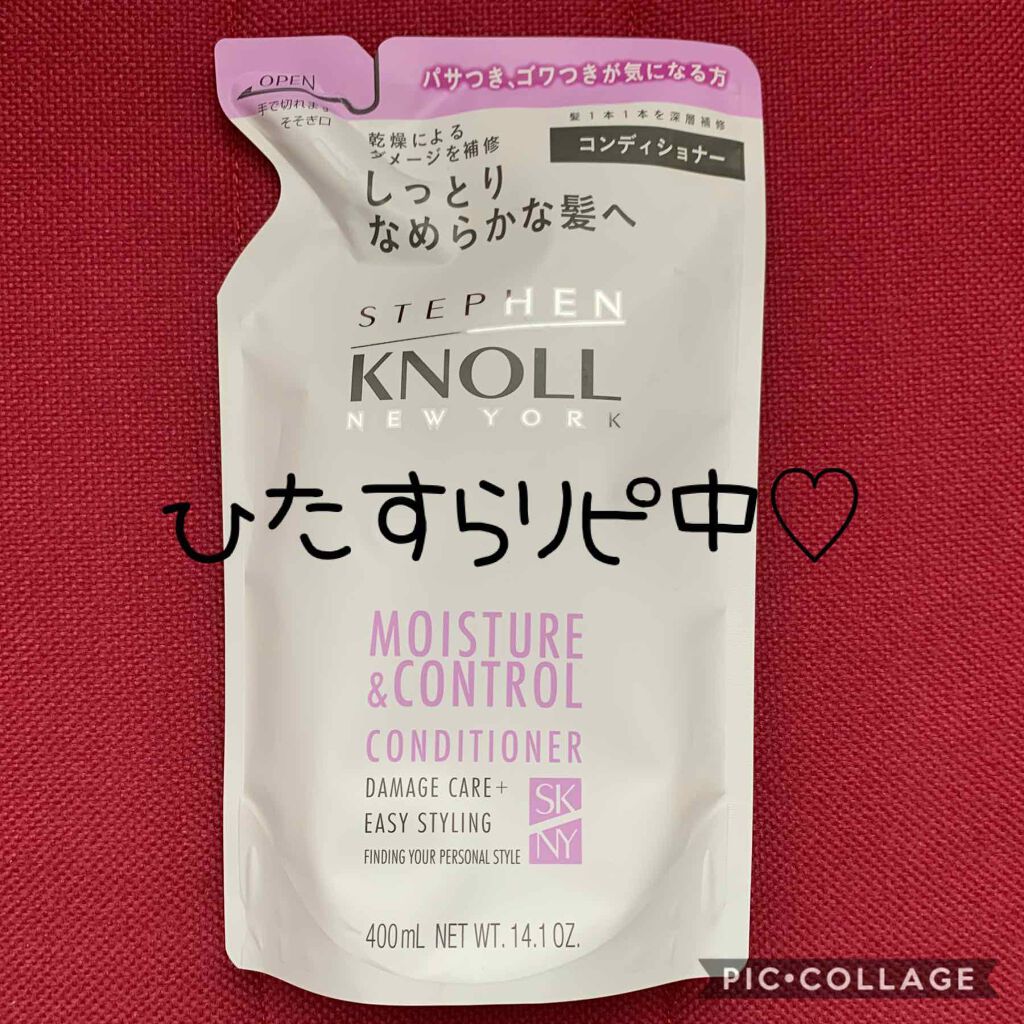 OPEN
手で切れます
そそぎ口
パサつき、ゴワつきが気になる方
髪1本1本を深層補修
コンディショナー
乾燥による
ダメージを補修
しっとり
なめらかな髪へ
STEPHEN
KNOLL
NEW YORK
ひたすらリピ中♡
MOISTURE
&CONTROL
CONDITIONER
DAMAGE CARE+
EASY STYLING
FINDING YOUR PERSONAL STYLE
SK
NY
400mL NET WT. 14.1 OZ.
PIC•COLLAGE